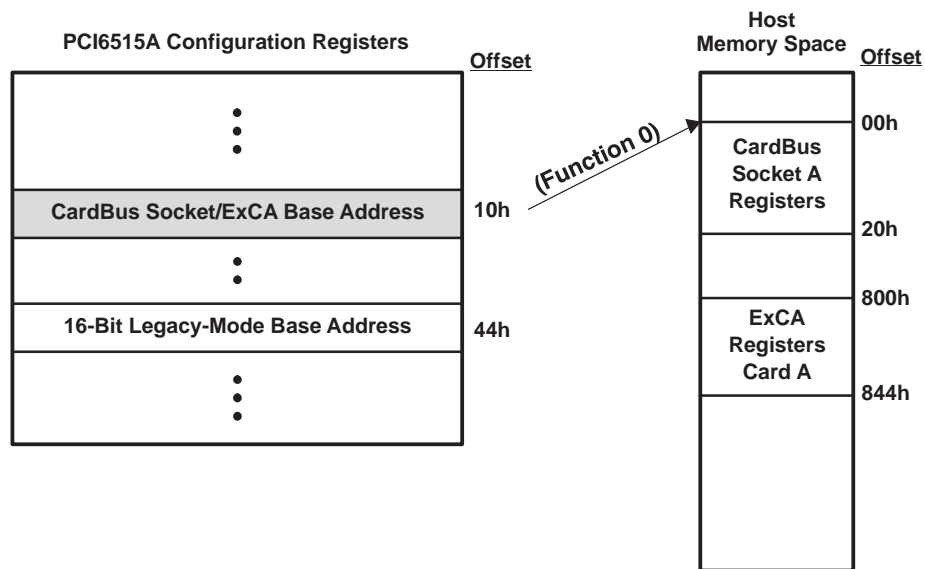 PCI6515A Configuration Registers
Offset
CardBus Socket/ExCA Base Address
10h
16-Bit Legacy-Mode Base Address
44h
(Function 0)
Host
Memory Space
Offset
00h
CardBus
Socket A
Registers
20h
800h
ExCA
Registers
Card A
844h